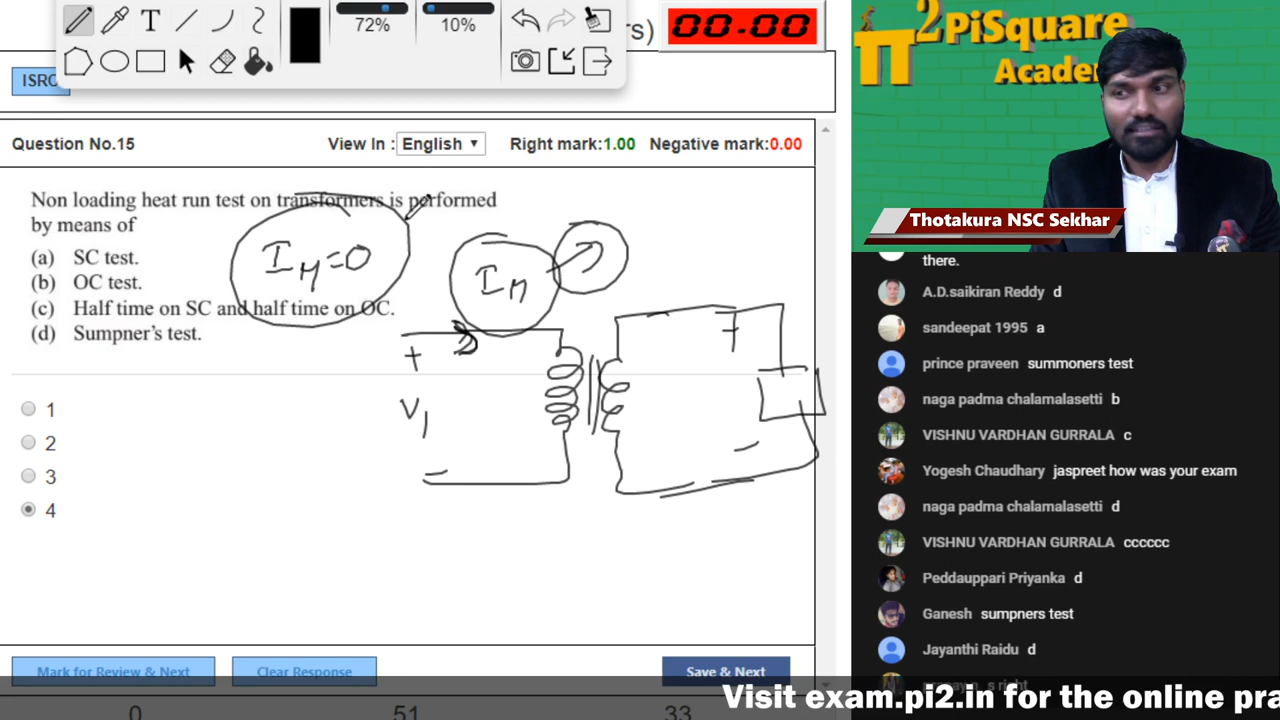 72%
10%
s)
00:00
ISRO
Question No.15
View In : English
Right mark:1.00
Negative mark:0.00
Non loading heat run test on transformers is performed
by means of
(a) SC test.
(b) OC test.
(c) Half time on SC and half time on OC.
(d) Sumpner's test.
I_M=0
I_M
+
V1
-
+
-
1
2
3
4
Mark for Review & Next
Clear Response
Save & Next
0
51
33
π
2PiSquare
Academ
Thotakura NSC Sekhar
there.
A.D.saikiran Reddy d
sandeepat 1995 a
prince praveen summoners test
naga padma chalamalasetti b
VISHNU VARDHAN GURRALA c
Yogesh Chaudhary jaspreet how was your exam
naga padma chalamalasetti d
VISHNU VARDHAN GURRALA cccccc
Peddauppari Priyanka d
Ganesh sumpners test
Jayanthi Raidu d
s right
Visit exam.pi2.in for the online pra